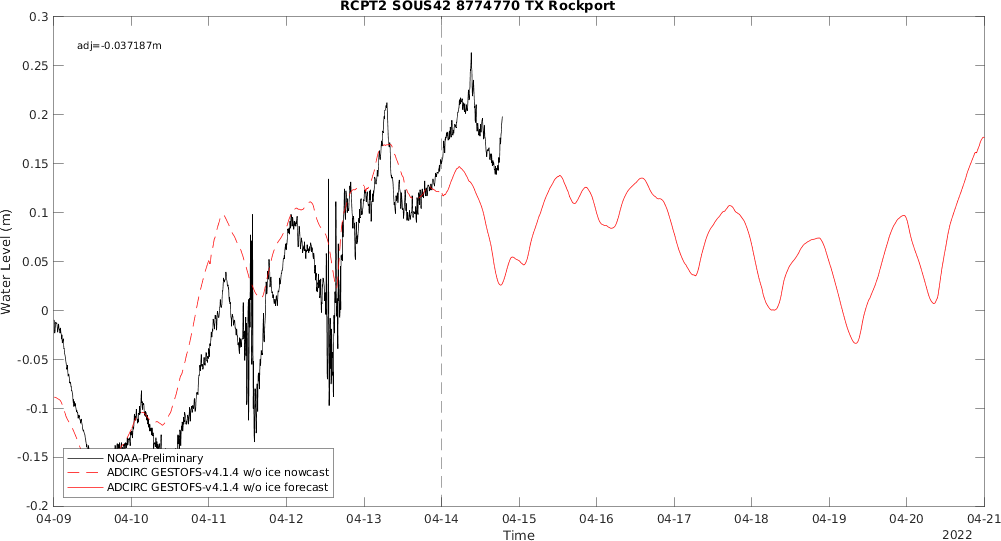 RCPT2 SOUS42 8774770 TX Rockport
adj=-0.037187m
0.3
0.25
0.2
0.15
0.1
0.05
0
-0.05
-0.1
-0.15
-0.2
Water Level (m)
NOAA-Preliminary
ADCIRC GESTOFS-v4.1.4 w/o ice nowcast
ADCIRC GESTOFS-v4.1.4 w/o ice forecast
04-09 04-10 04-11 04-12 04-13 04-14 04-15 04-16 04-17 04-18 04-19 04-20 04-21
Time
2022